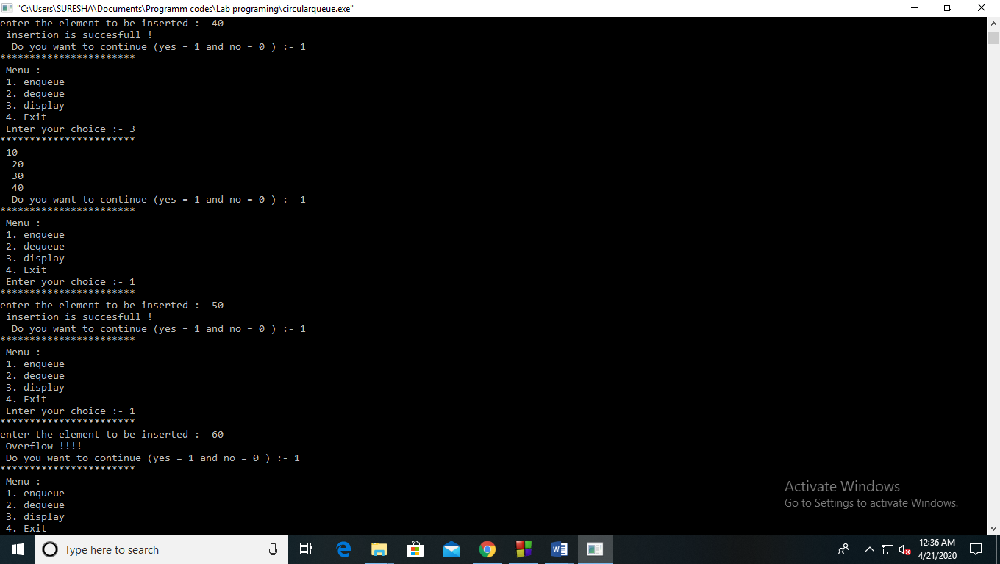 "C:\Users\SURESHA\Documents\Programm codes\Lab programing\circularqueue.exe"
enter the element to be inserted :- 40
insertion is succesfull !
Do you want to continue (yes = 1 and no = 0 ) :- 1
***********************
Menu :
1. enqueue
2. dequeue
3. display
4. Exit
Enter your choice :- 3
***********************
10
20
30
40
Do you want to continue (yes = 1 and no = 0 ) :- 1
***********************
Menu :
1. enqueue
2. dequeue
3. display
4. Exit
Enter your choice :- 1
***********************
enter the element to be inserted :- 50
insertion is succesfull !
Do you want to continue (yes = 1 and no = 0 ) :- 1
***********************
Menu :
1. enqueue
2. dequeue
3. display
4. Exit
Enter your choice :- 1
***********************
enter the element to be inserted :- 60
Overflow !!!!
Do you want to continue (yes = 1 and no = 0 ) :- 1
***********************
Menu :
1. enqueue
2. dequeue
3. display
4. Exit
Activate Windows
Go to Settings to activate Windows.
Type here to search
12:36 AM
4/21/2020